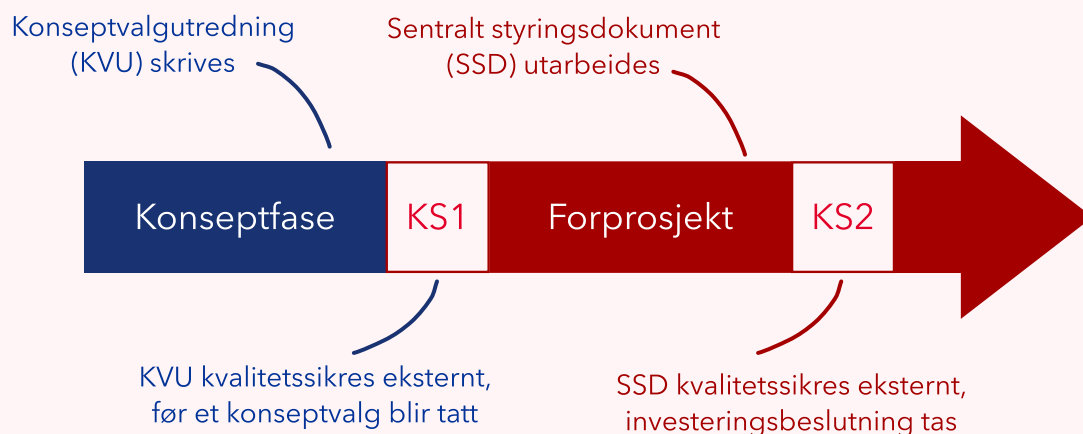 Konseptvalgutredning
(KVU) skrives
Sentralt styringsdokument
(SSD) utarbeides
Konseptfase
KS1
Forprosjekt
KS2
KVU kvalitetssikres eksternt,
før et konseptvalg blir tatt
SSD kvalitetssikres eksternt,
investeringsbeslutning tas